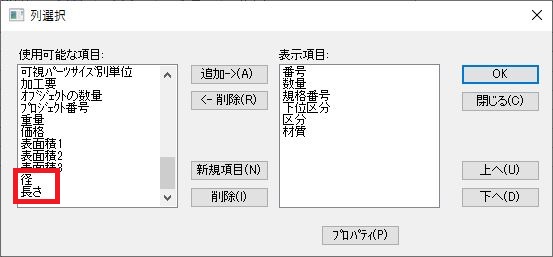 列選択
使用可能な項目:
可視ﾊﾟｰﾂｻｲｽﾞ別単位
加工要
ｵﾌﾞｼﾞｪｸﾄの数量
ﾌﾟﾛｼﾞｪｸﾄ番号
重量
価格
表面積1
表面積2
表面積3
径
長さ
追加->(A)
<- 削除(R)
新規項目(N)
削除(I)
表示項目:
番号
数量
規格番号
下位区分
区分
材質
OK
閉じる(C)
上へ(U)
下へ(D)
ﾌﾟﾛﾊﾟﾃｨ(P)